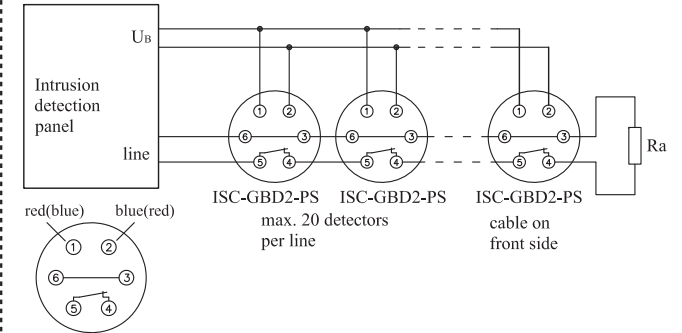 UB
Intrusion
detection
panel
line
1 2 1 2 1 2
6 3 6 3 6 3
5 4 5 4 5 4
Ra
ISC-GBD2-PS ISC-GBD2-PS ISC-GBD2-PS
max. 20 detectors
per line
cable on
front side
red(blue) blue(red)
1 2
6 3
5 4